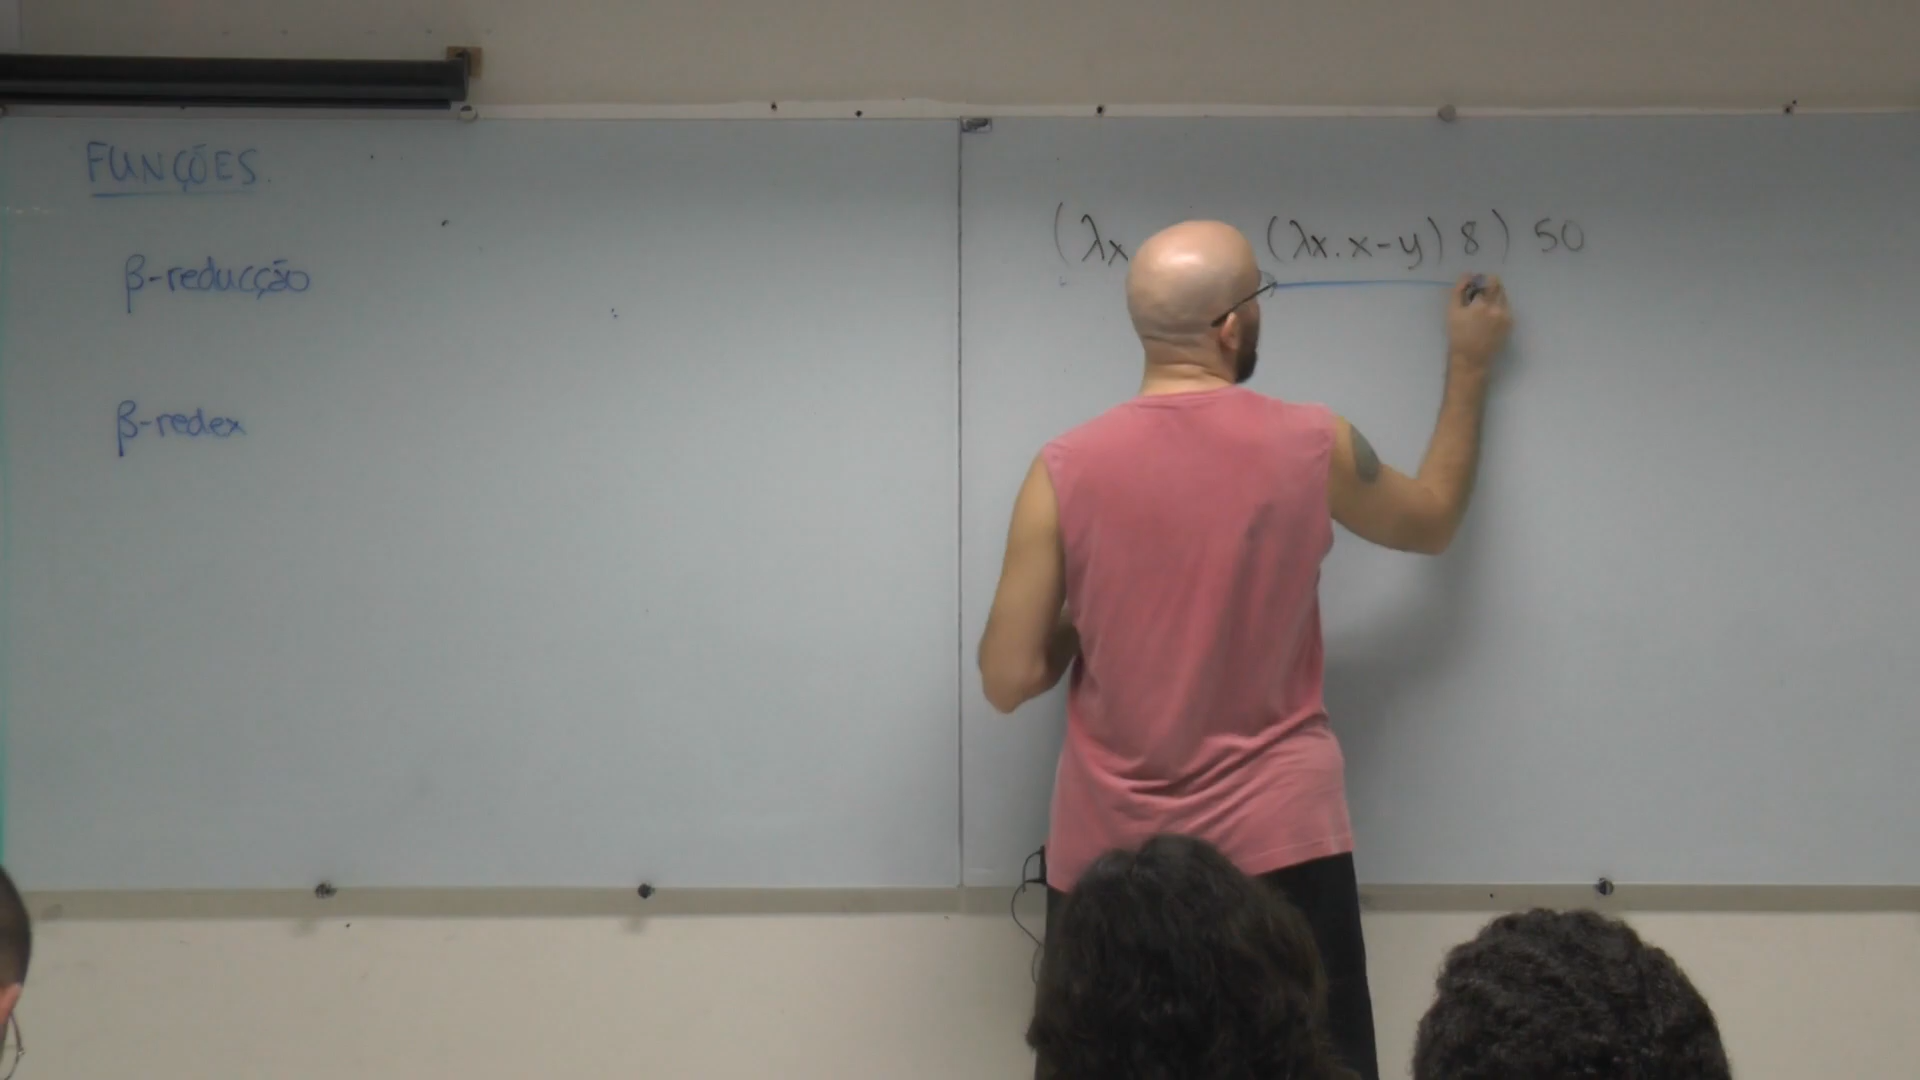 FUNÇÕES.
β-reducção
β-redex
(λx (λx. x-y) 8) 50